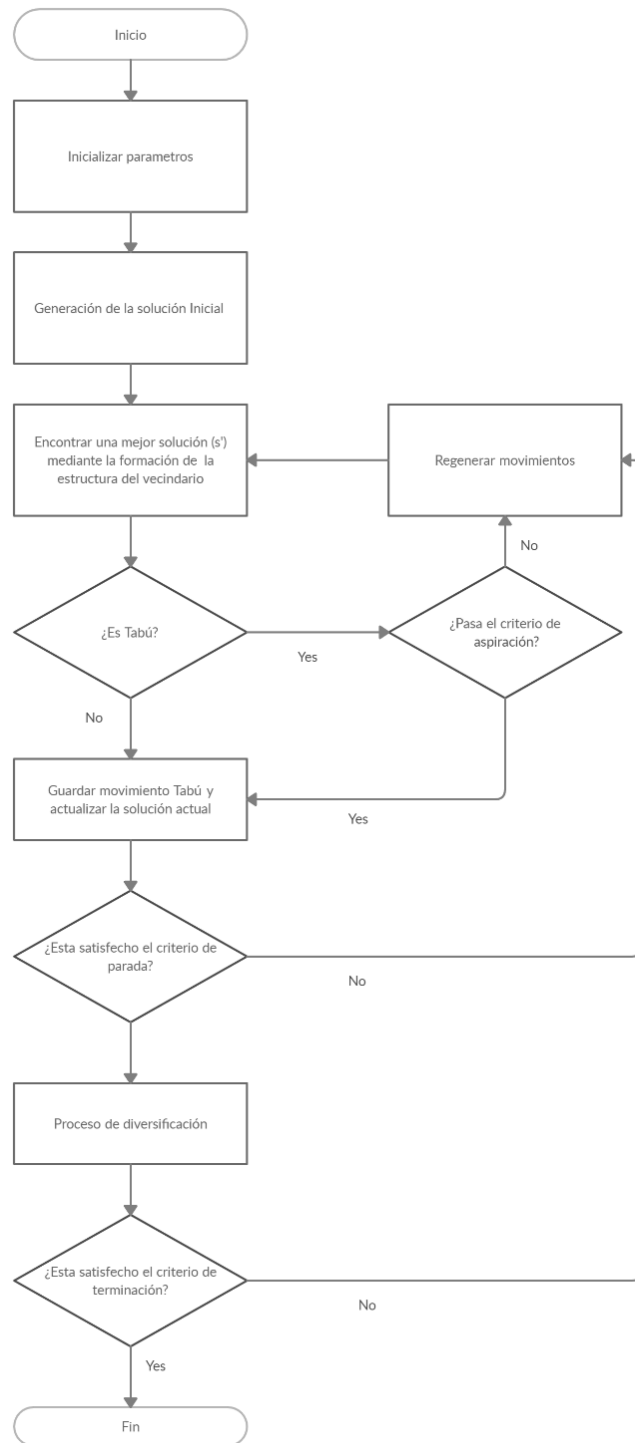 Inicio
Inicializar parametros
Generación de la solución Inicial
Encontrar una mejor solución (s')
mediante la formación de la
estructura del vecindario
Regenerar movimientos
No
¿Es Tabú?
¿Pasa el criterio de
aspiración?
Yes
No
Guardar movimiento Tabú y
actualizar la solución actual
Yes
¿Esta satisfecho el criterio de
parada?
No
Proceso de diversificación
¿Esta satisfecho el criterio de
terminación?
No
Yes
Fin